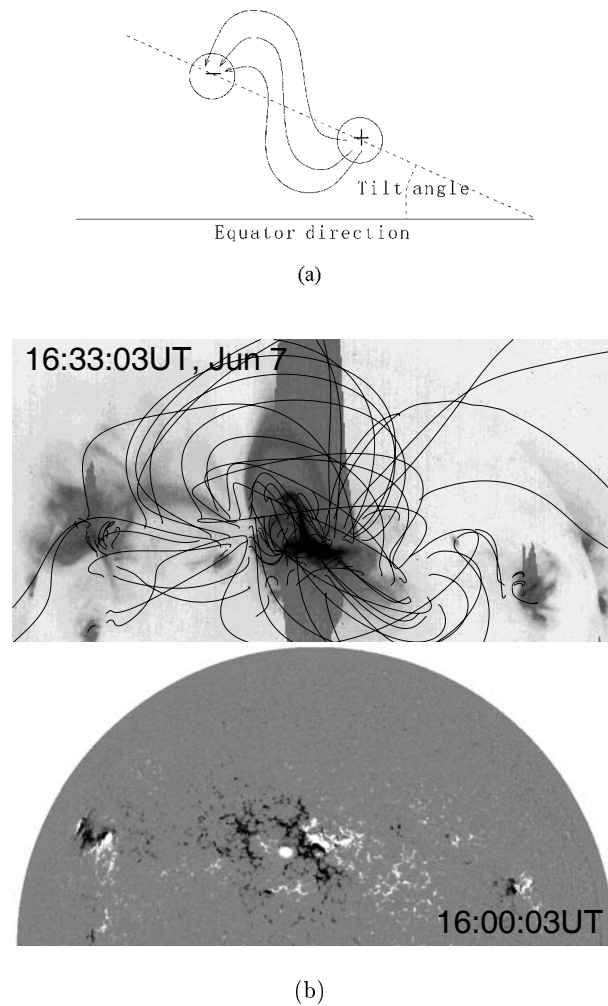 −
+
Tilt angle
Equator direction
(a)
16:33:03UT, Jun 7
16:00:03UT
(b)